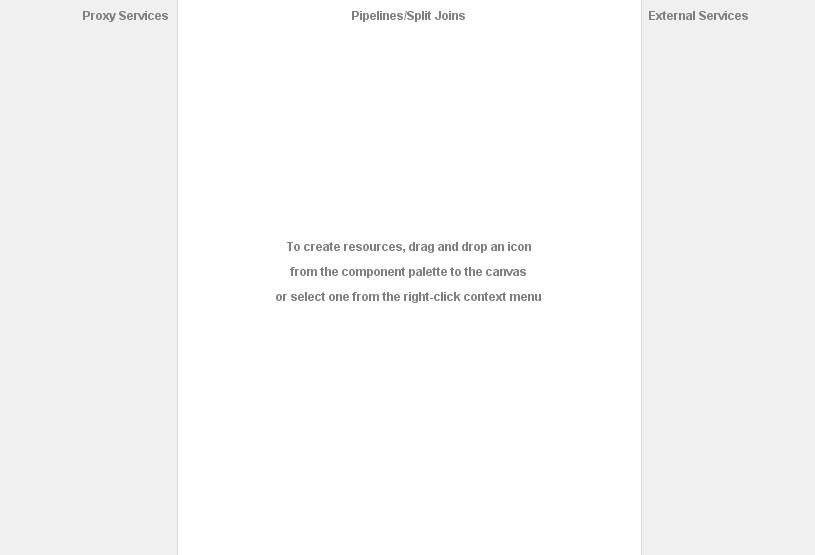 Proxy Services
Pipelines/Split Joins
External Services
To create resources, drag and drop an icon
from the component palette to the canvas
or select one from the right-click context menu